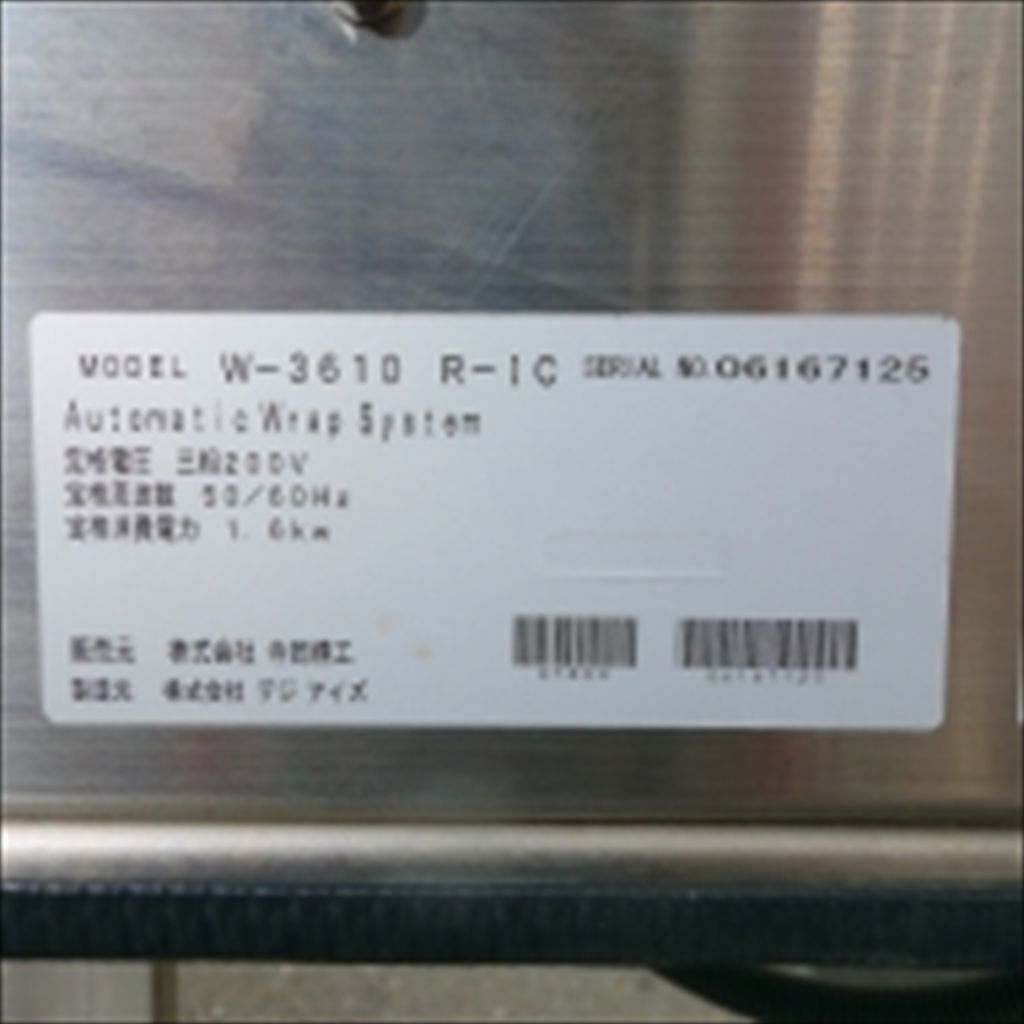 MODEL W-3610 R-IC SERIAL NO.06167125
Automatic Wrap System
定格電圧 三相200V
定格周波数 50/60Hz
定格消費電力 1.6kw
販売元 株式会社 寺岡精工
製造元 株式会社 デジアイズ